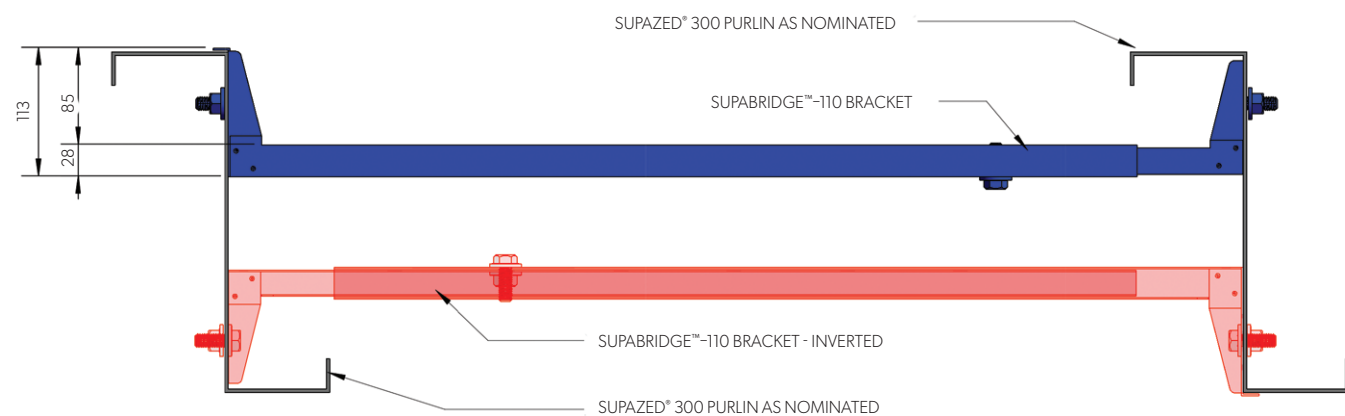 SUPAZED® 300 PURLIN AS NOMINATED
SUPABRIDGE™-110 BRACKET
113
85
28
SUPABRIDGE™-110 BRACKET - INVERTED
SUPAZED® 300 PURLIN AS NOMINATED